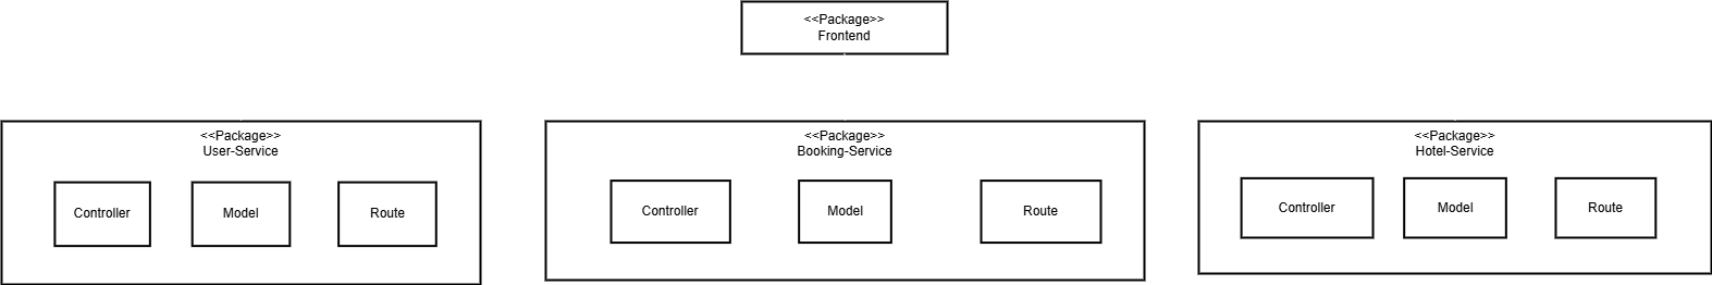 <<Package>>
Frontend
<<Package>>
User-Service
Controller
Model
Route
<<Package>>
Booking-Service
Controller
Model
Route
<<Package>>
Hotel-Service
Controller
Model
Route